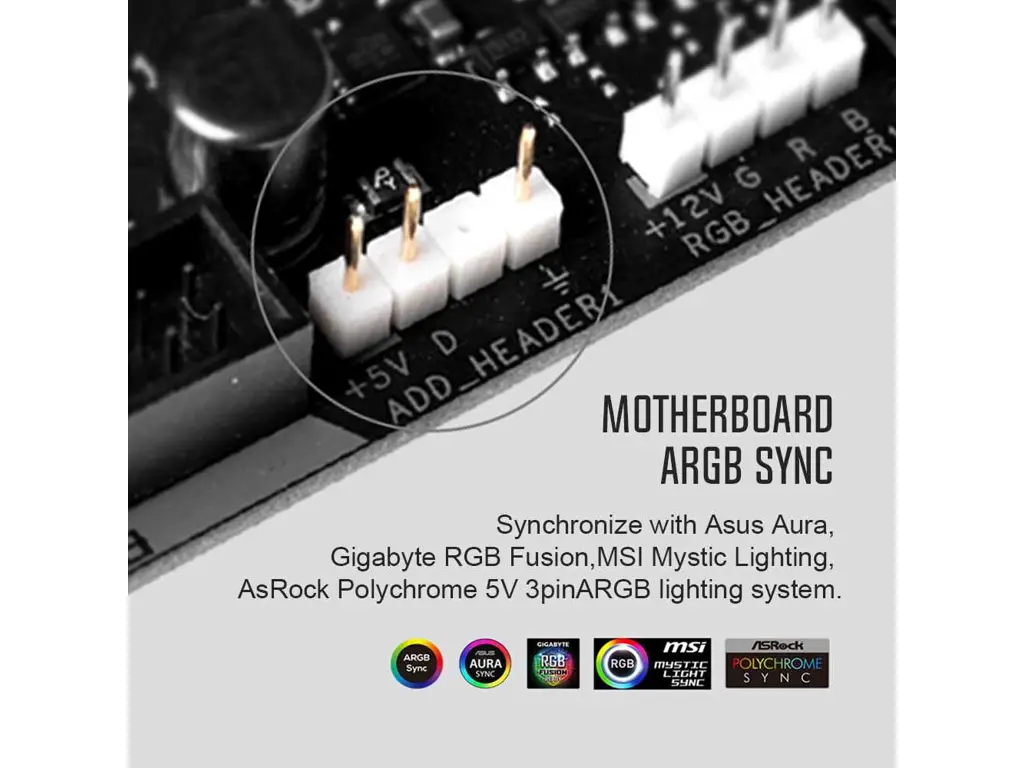 +12V G R B
RGB_HEADER1
+5V D
ADD_HEADER1
MOTHERBOARD
ARGB SYNC
Synchronize with Asus Aura,
Gigabyte RGB Fusion,MSI Mystic Lighting,
AsRock Polychrome 5V 3pinARGB lighting system.
ARGB
Sync
ASUS
AURA
SYNC
GIGABYTE
RGB
FUSION
RGB
msi
MYSTIC
LIGHT
SYNC
ASRock
POLYCHROME
SYNC